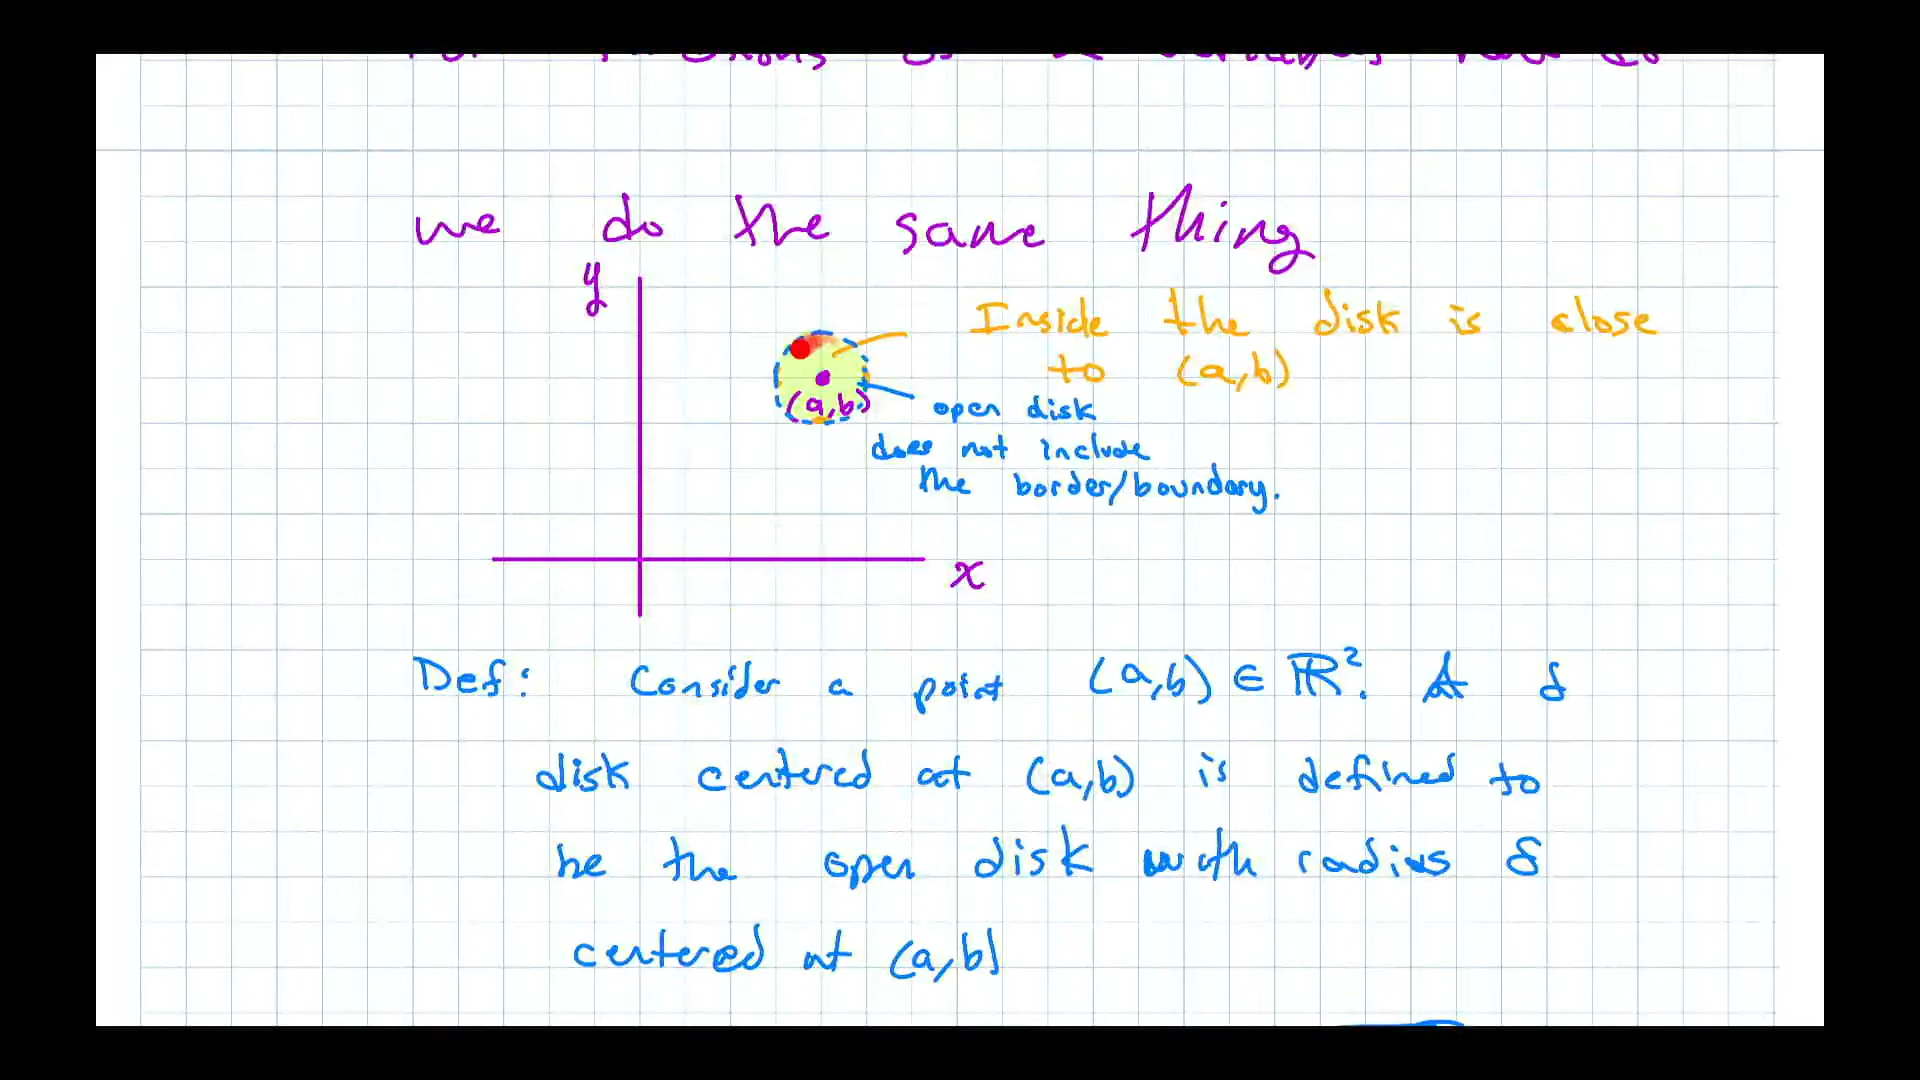 we do the same thing
y
Inside the disk is close
to (a,b)
(a,b)
open disk
does not include
the border/boundary.
x
Def: Consider a point (a,b) ∈ ℝ². A δ
disk centered at (a,b) is defined to
be the open disk with radius δ
centered at (a,b)